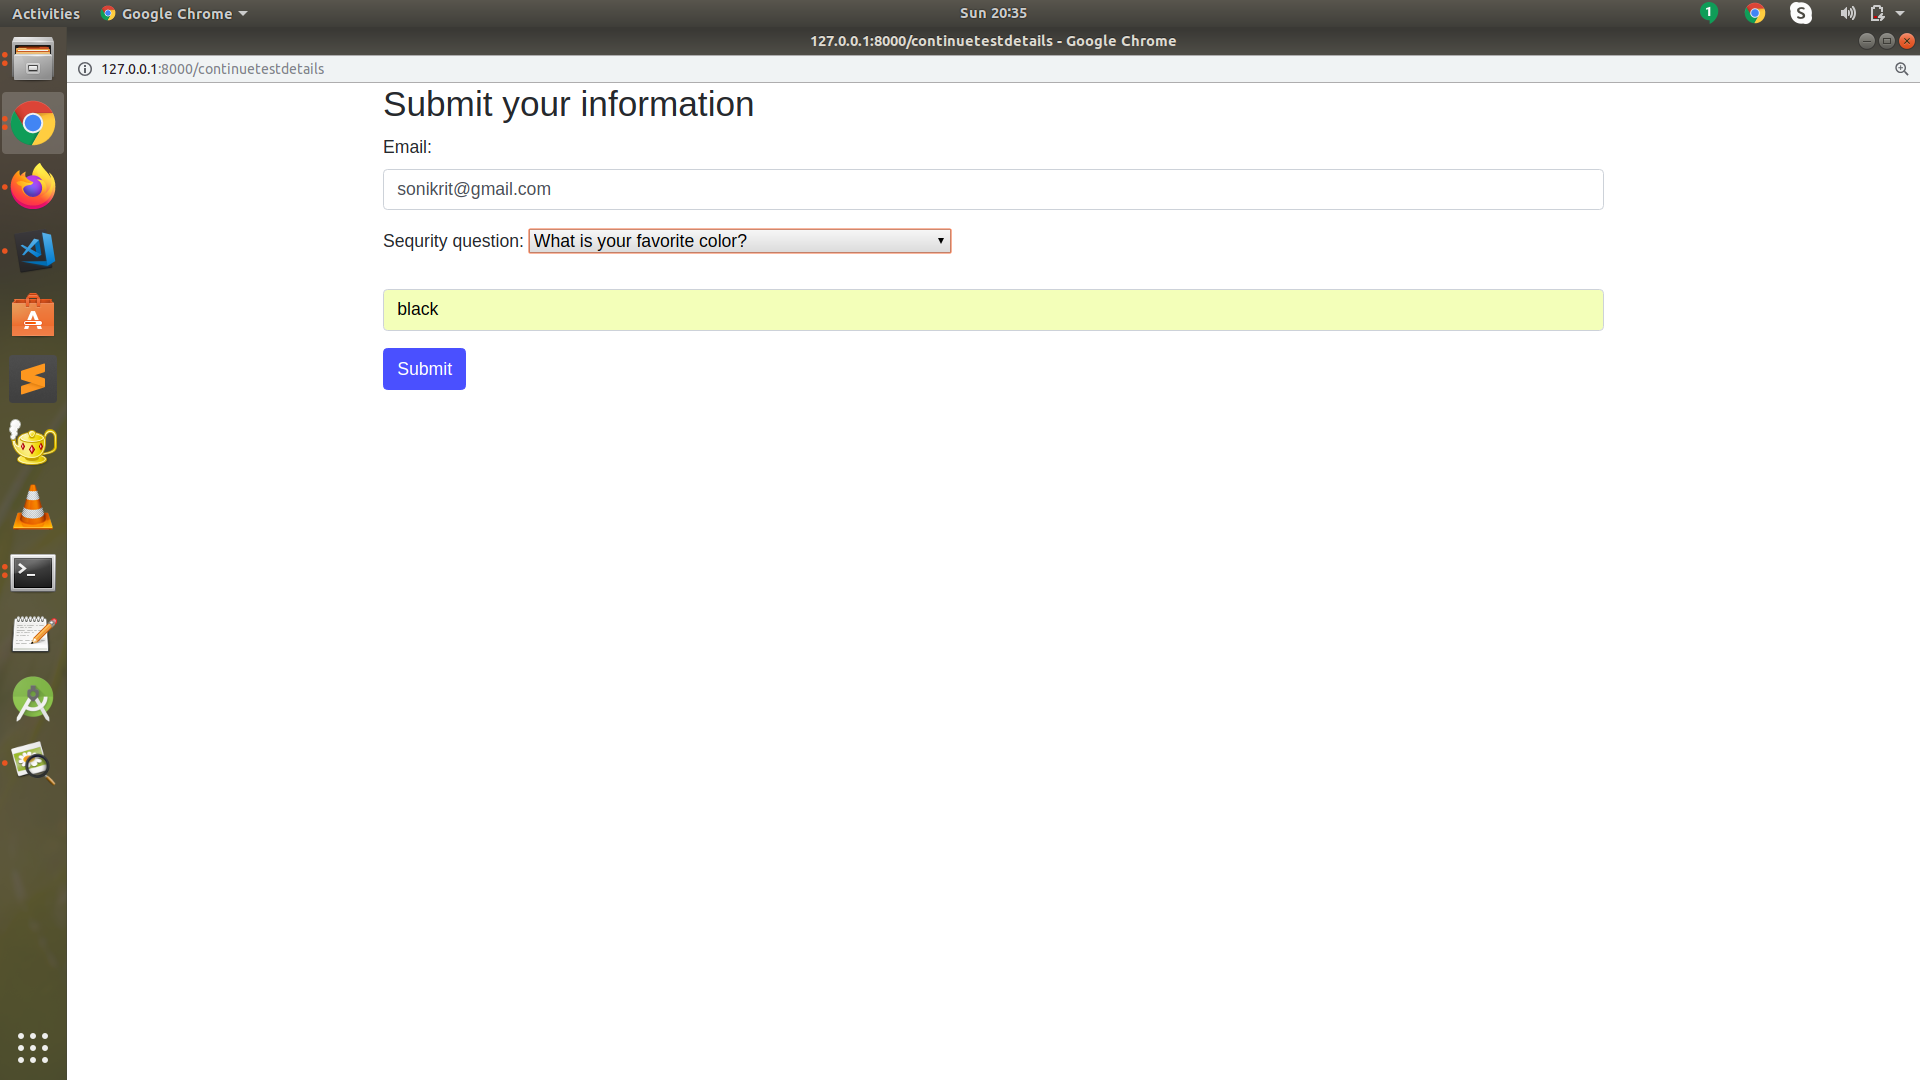 Activities
Google Chrome
Sun 20:35
1
S
127.0.0.1:8000/continuetestdetails - Google Chrome
127.0.0.1:8000/continuetestdetails
Submit your information
Email:
sonikrit@gmail.com
Sequrity question: What is your favorite color?
black
Submit